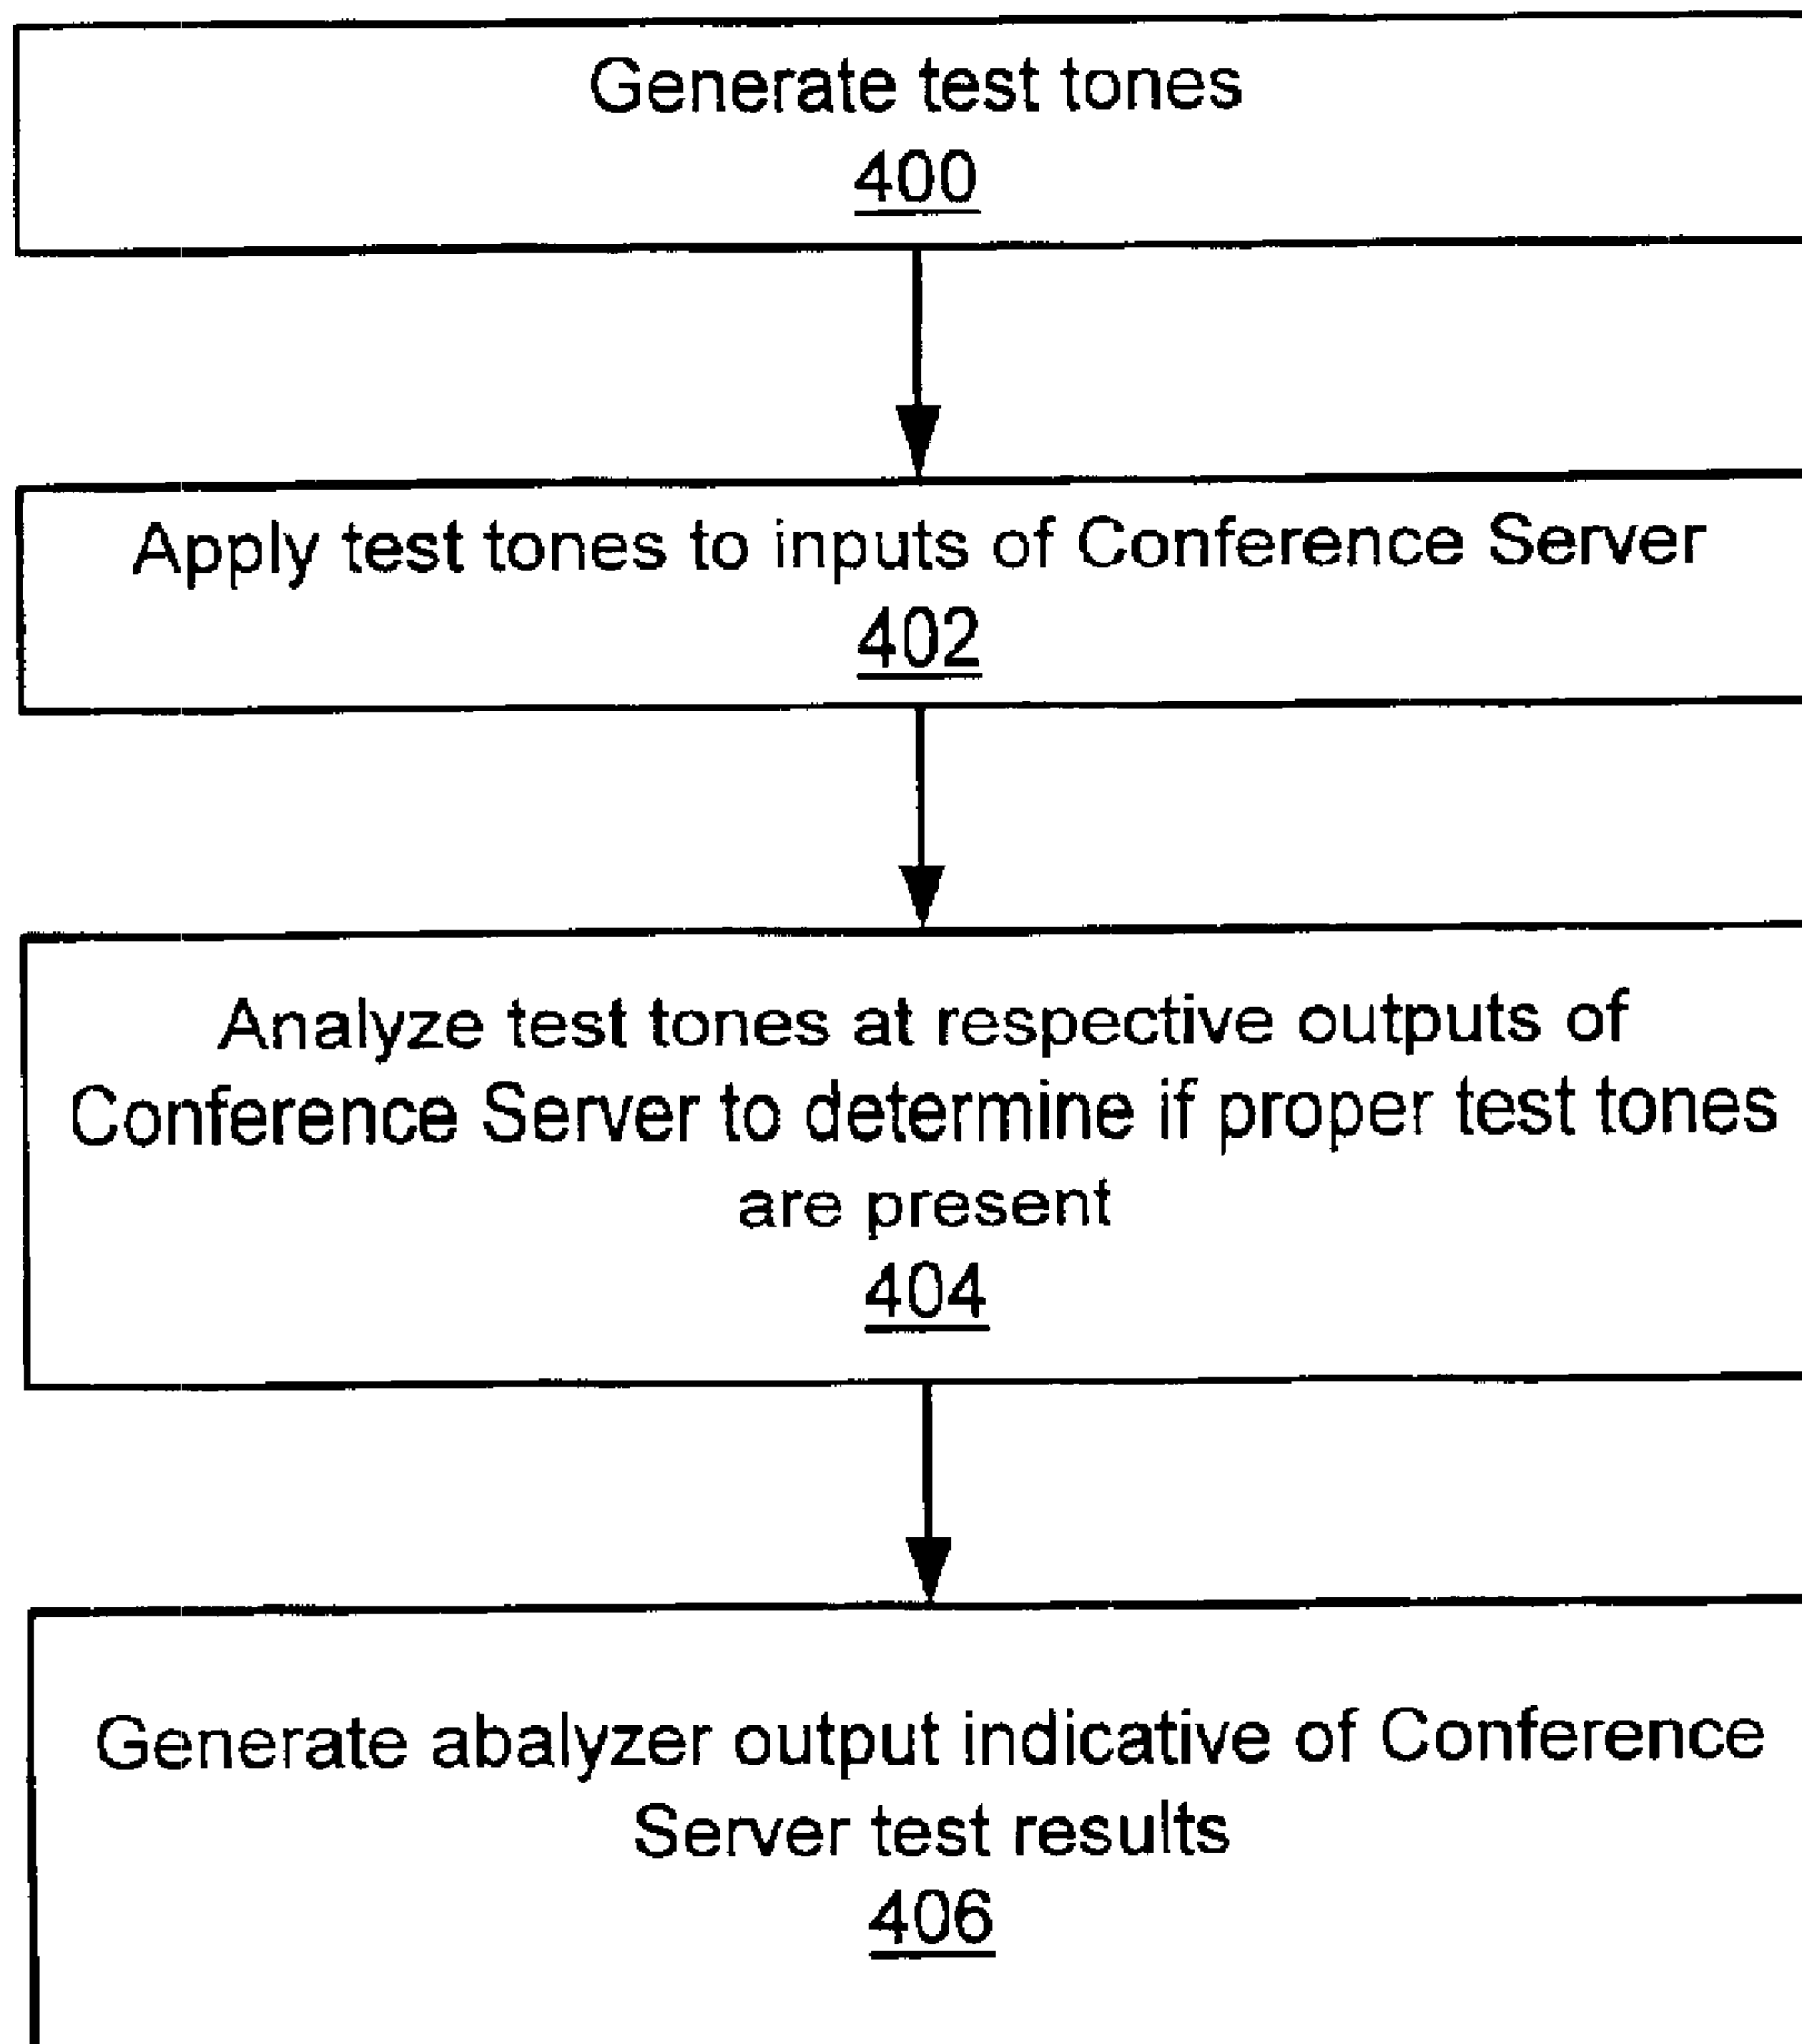 Generate test tones
400
Apply test tones to inputs of Conference Server
402
Analyze test tones at respective outputs of
Conference Server to determine if proper test tones
are present
404
Generate abalyzer output indicative of Conference
Server test results
406